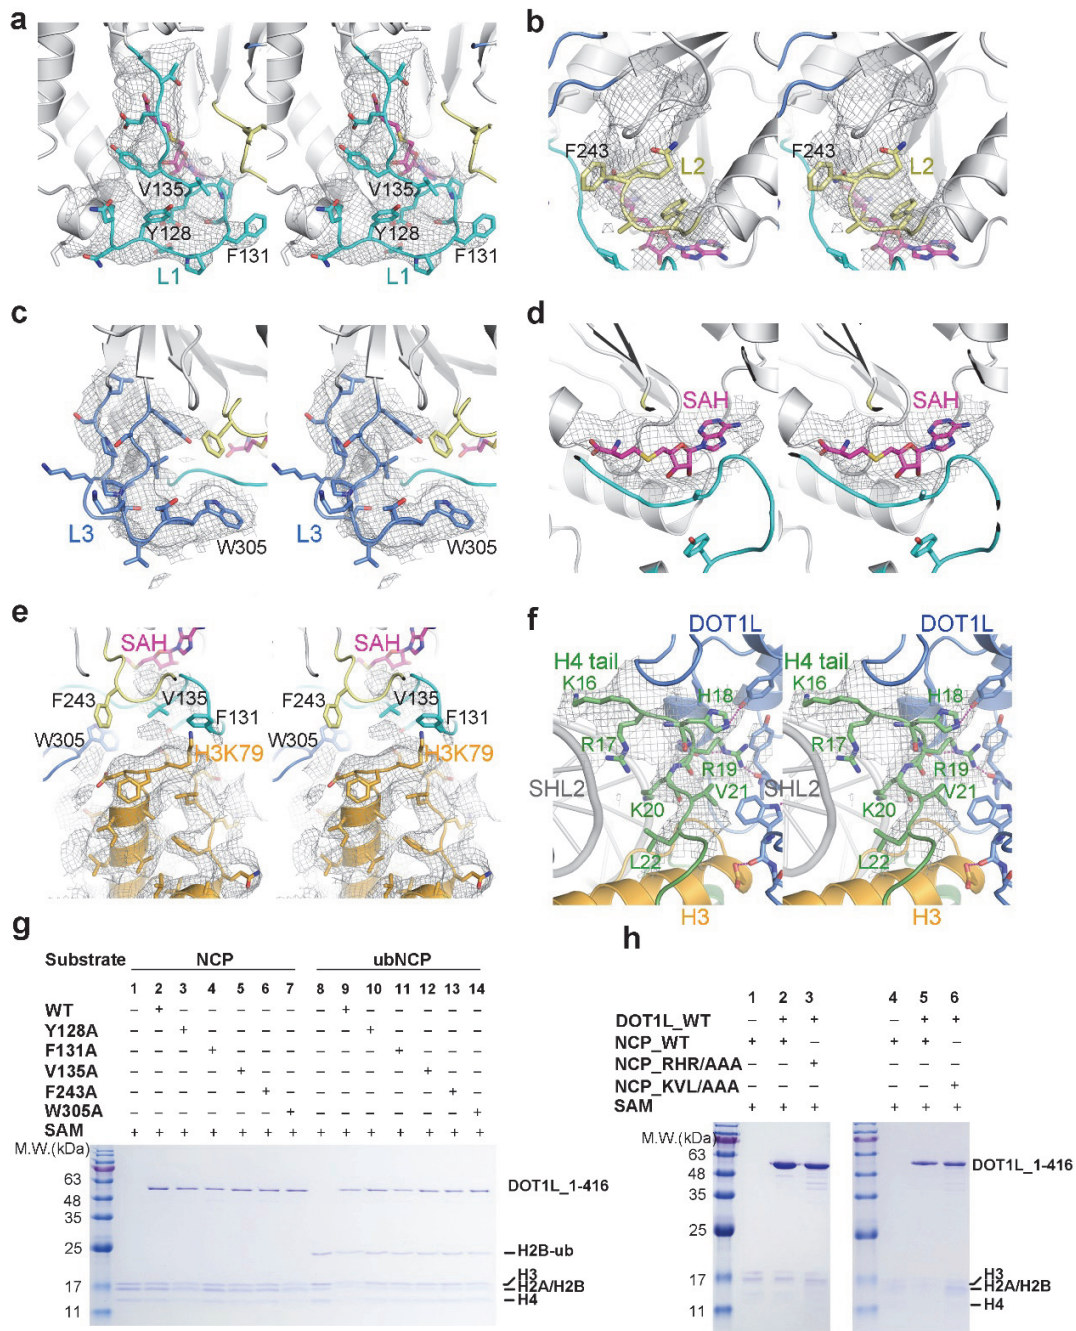 a
V135
V135
Y128
Y128
F131
F131
L1
L1
b
F243
F243
L2
L2
c
L3
L3
W305
W305
d
SAH
SAH
e
SAH
SAH
F243
F243
V135
V135
F131
F131
W305
W305
H3K79
H3K79
f
DOT1L
DOT1L
H4 tail
H4 tail
K16
K16
H18
H18
R17
R17
R19
R19
SHL2
SHL2
K20
K20
V21
V21
L22
L22
H3
H3
g
Substrate NCP ubNCP
1 2 3 4 5 6 7 8 9 10 11 12 13 14
WT – + – – – – – – + – – – – –
Y128A – – + – – – – – – + – – – –
F131A – – – + – – – – – – + – – –
V135A – – – – + – – – – – – + – –
F243A – – – – – + – – – – – – + –
W305A – – – – – – + – – – – – – +
SAM + + + + + + + + + + + + + +
M.W.(kDa)
63
48
35
25
17
11
DOT1L_1-416
H2B-ub
H3
H2A/H2B
H4
h
1 2 3 4 5 6
DOT1L_WT – + + – + +
NCP_WT + + – + + –
NCP_RHR/AAA – – +
NCP_KVL/AAA – – +
SAM + + + + + +
M.W.(kDa)
63
48
35
25
17
11
DOT1L_1-416
H3
H2A/H2B
H4